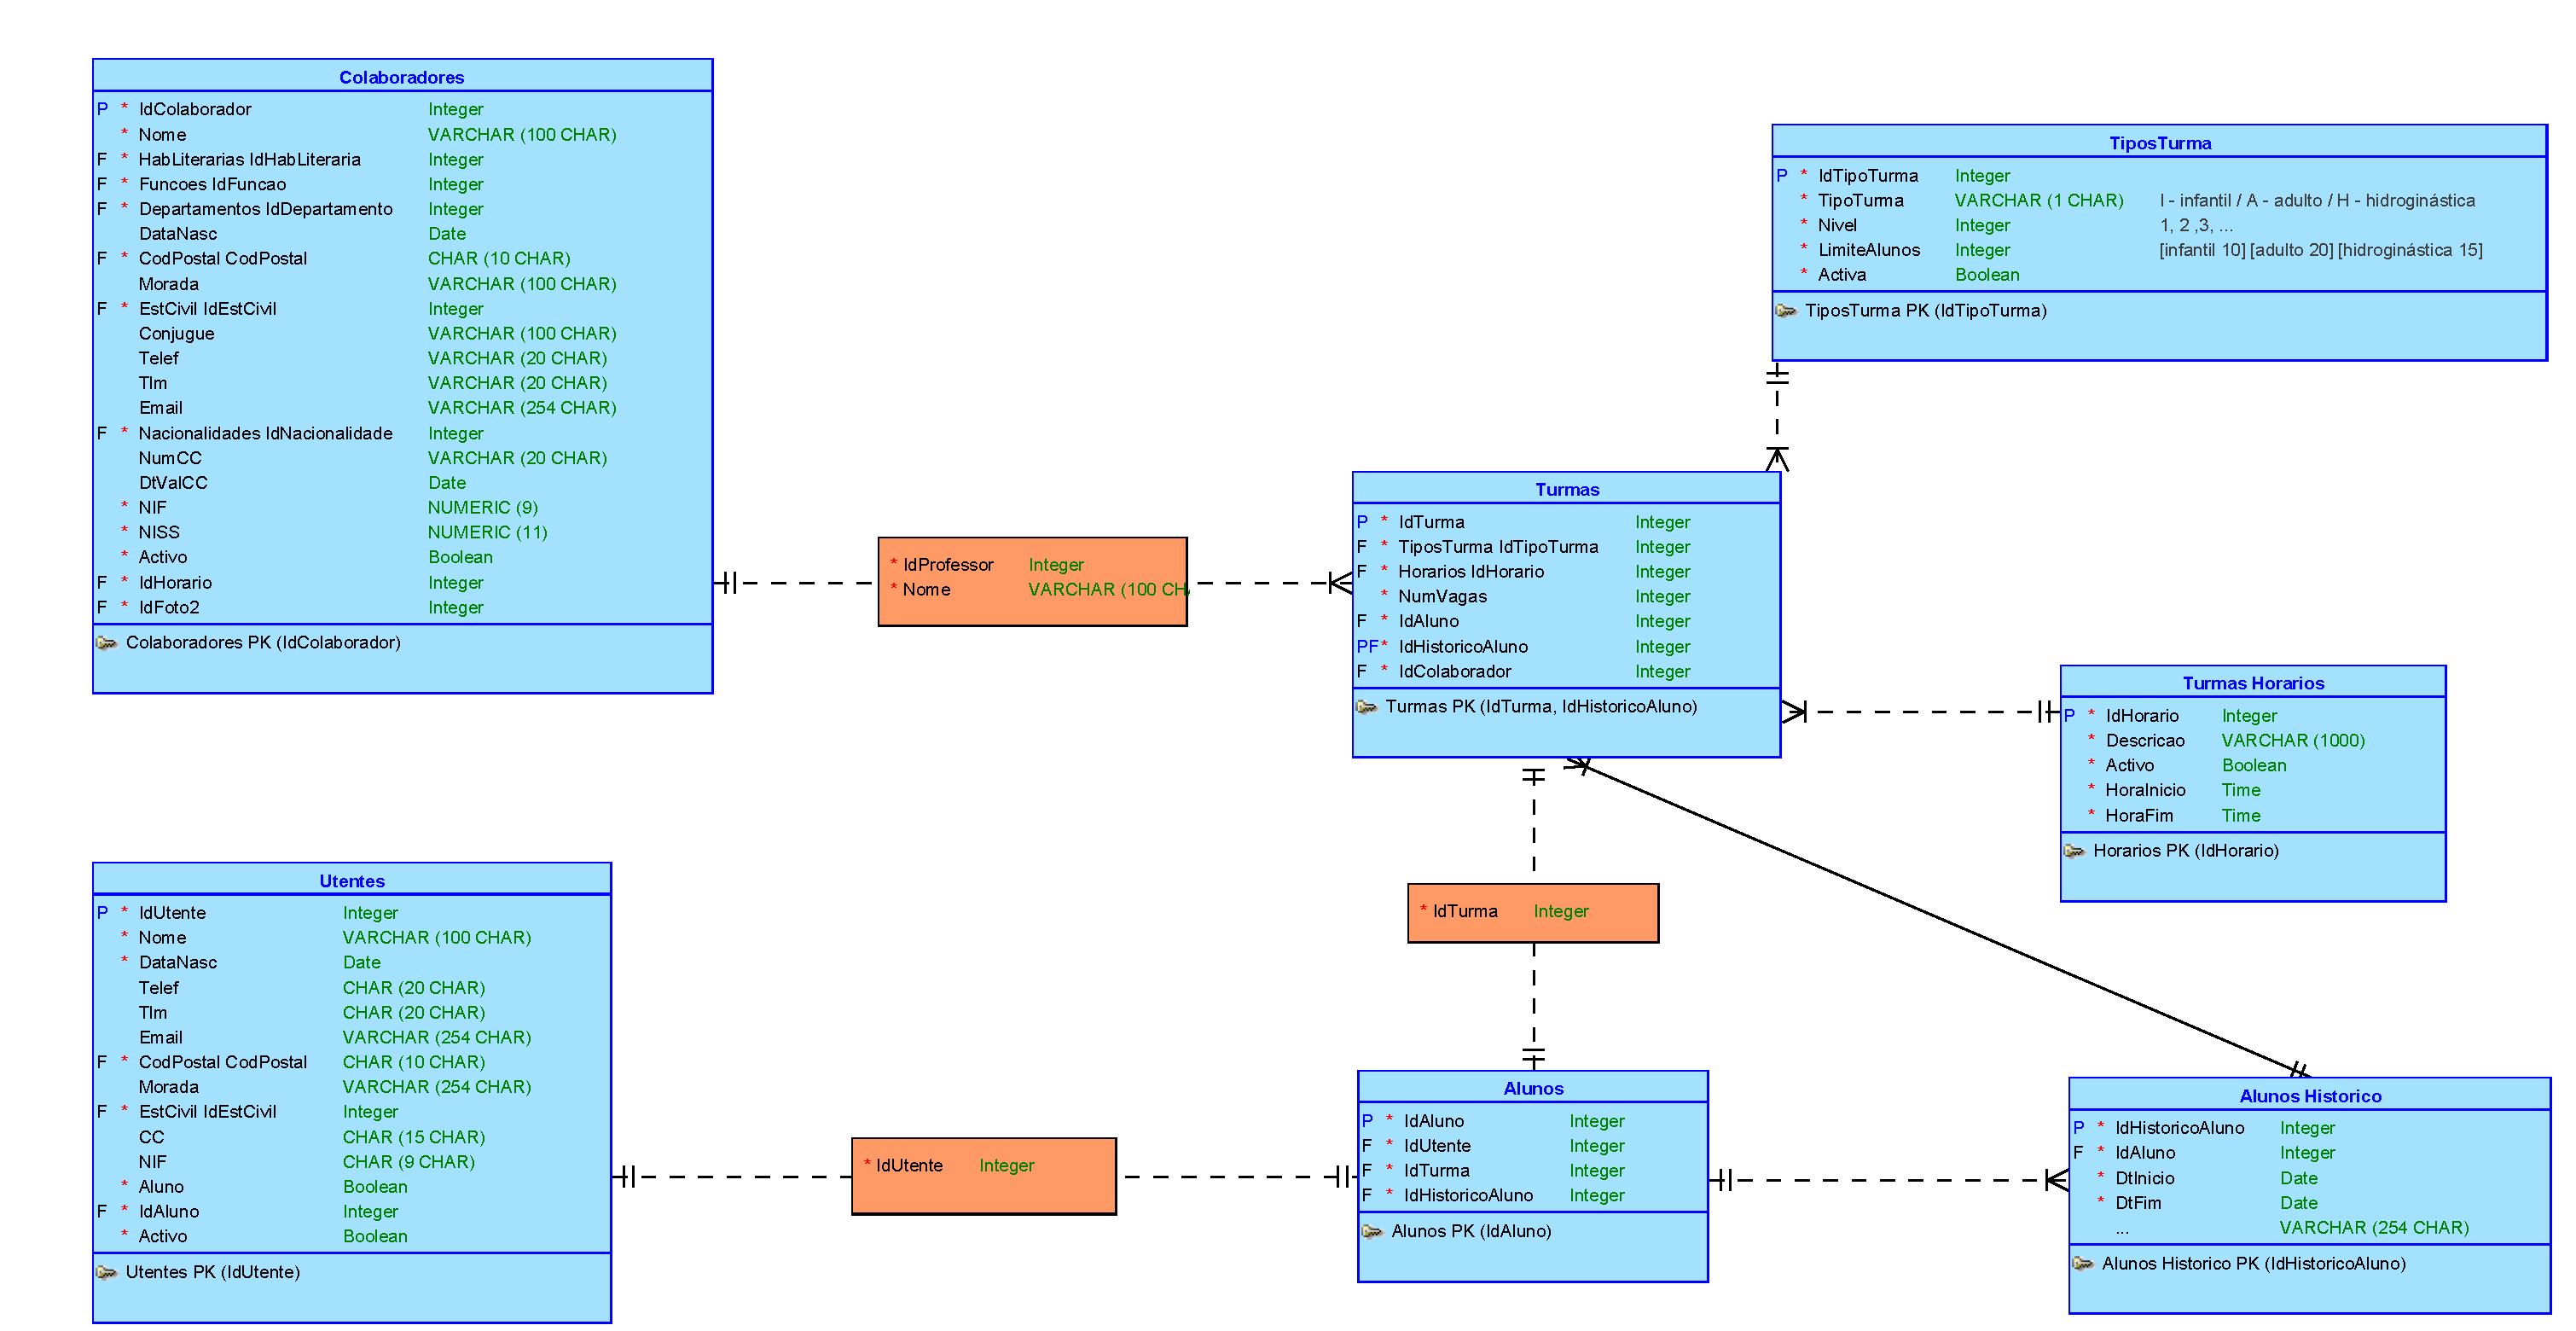 Colaboradores
P * IdColaborador Integer
* Nome VARCHAR (100 CHAR)
F * HabLiterarias IdHabLiteraria Integer
F * Funcoes IdFuncao Integer
F * Departamentos IdDepartamento Integer
DataNasc Date
F * CodPostal CodPostal CHAR (10 CHAR)
Morada VARCHAR (100 CHAR)
F * EstCivil IdEstCivil Integer
Conjugue VARCHAR (100 CHAR)
Telef VARCHAR (20 CHAR)
Tlm VARCHAR (20 CHAR)
Email VARCHAR (254 CHAR)
F * Nacionalidades IdNacionalidade Integer
NumCC VARCHAR (20 CHAR)
DtValCC Date
* NIF NUMERIC (9)
* NISS NUMERIC (11)
* Activo Boolean
F * IdHorario Integer
F * IdFoto2 Integer
Colaboradores PK (IdColaborador)
TiposTurma
P * IdTipoTurma Integer
* TipoTurma VARCHAR (1 CHAR) I - infantil / A - adulto / H - hidroginástica
* Nivel Integer 1, 2 ,3, ...
* LimiteAlunos Integer [infantil 10] [adulto 20] [hidroginástica 15]
* Activa Boolean
TiposTurma PK (IdTipoTurma)
* IdProfessor Integer
* Nome VARCHAR (100 CH
Turmas
P * IdTurma Integer
F * TiposTurma IdTipoTurma Integer
F * Horarios IdHorario Integer
* NumVagas Integer
F * IdAluno Integer
PF* IdHistoricoAluno Integer
F * IdColaborador Integer
Turmas PK (IdTurma, IdHistoricoAluno)
Turmas Horarios
P * IdHorario Integer
* Descricao VARCHAR (1000)
* Activo Boolean
* HoraInicio Time
* HoraFim Time
Horarios PK (IdHorario)
* IdTurma Integer
Utentes
P * IdUtente Integer
* Nome VARCHAR (100 CHAR)
* DataNasc Date
Telef CHAR (20 CHAR)
Tlm CHAR (20 CHAR)
Email VARCHAR (254 CHAR)
F * CodPostal CodPostal CHAR (10 CHAR)
Morada VARCHAR (254 CHAR)
F * EstCivil IdEstCivil Integer
CC CHAR (15 CHAR)
NIF CHAR (9 CHAR)
* Aluno Boolean
F * IdAluno Integer
* Activo Boolean
Utentes PK (IdUtente)
* IdUtente Integer
Alunos
P * IdAluno Integer
F * IdUtente Integer
F * IdTurma Integer
F * IdHistoricoAluno Integer
Alunos PK (IdAluno)
Alunos Historico
P * IdHistoricoAluno Integer
F * IdAluno Integer
* DtInicio Date
* DtFim Date
... VARCHAR (254 CHAR)
Alunos Historico PK (IdHistoricoAluno)